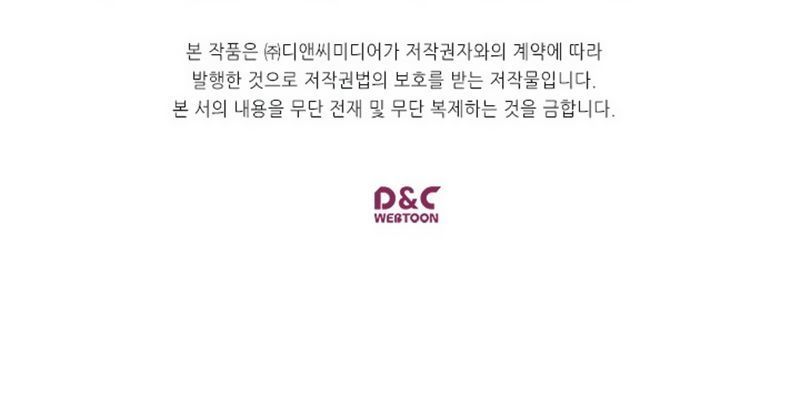 본 작품은 ㈜디앤씨미디어가 저작권자와의 계약에 따라
발행한 것으로 저작권법의 보호를 받는 저작물입니다.
본 서의 내용을 무단 전재 및 무단 복제하는 것을 금합니다.
D&C
WEBTOON